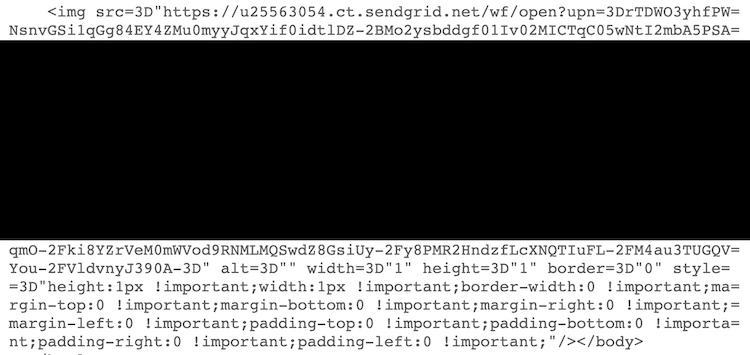 <img src=3D"https://u25563054.ct.sendgrid.net/wf/open?upn=3DrTDWO3yhfPW=
NsnvGSi1qGg84EY4ZMu0myyJqxYif0idtlDZ-2BMo2ysbddgf01Iv02MICTqC05wNtI2mbA5PSA=
qmO-2Fki8YZrVeM0mWVod9RNMLMQSwdZ8GsiUy-2Fy8PMR2HndzfLcXNQTIuFL-2FM4au3TUGQV=
You-2FVldvnyJ390A-3D" alt=3D"" width=3D"1" height=3D"1" border=3D"0" style=
=3D"height:1px !important;width:1px !important;border-width:0 !important;ma=
rgin-top:0 !important;margin-bottom:0 !important;margin-right:0 !important;=
margin-left:0 !important;padding-top:0 !important;padding-bottom:0 !importa=
nt;padding-right:0 !important;padding-left:0 !important;"/></body>